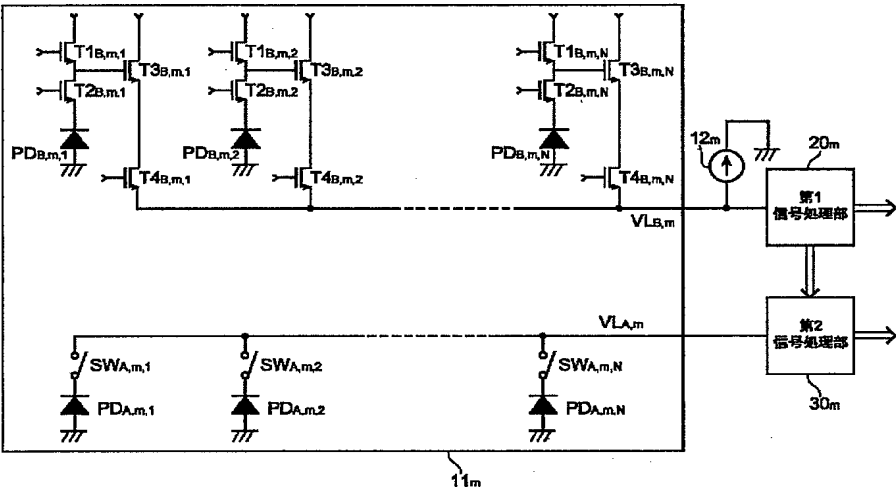 T1B,m,1
T3B,m,1
T2B,m,1
PDB,m,1
T4B,m,1
T1B,m,2
T3B,m,2
T2B,m,2
PDB,m,2
T4B,m,2
T1B,m,N
T3B,m,N
T2B,m,N
PDB,m,N
T4B,m,N
12m
20m
第1
信号処理部
VLB,m
VLA,m
第2
信号処理部
30m
SWA,m,1
SWA,m,2
SWA,m,N
PDA,m,1
PDA,m,2
PDA,m,N
11m